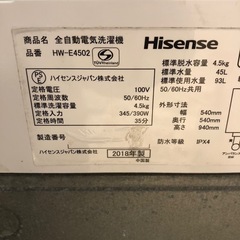 商品名 全自動電気洗濯機
品番 HW-E4502
Hisense
PS
E
ハイセンスジャパン株式会社
定格電圧 100V
定格周波数 50/60Hz
定格容量 4.5kg
定格消費電力 345/390W
定格時間 35分
製造番号
ハイセンスジャパン株式会社 2018年製
中国製
標準脱水容量 4.5kg
標準水量 45L
標準使用水量 93L
50/60Hz共用
外形寸法
幅 540mm
奥行 540mm
高さ 940mm
防水等級 IPX4